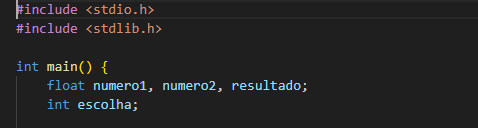 #include <stdio.h>
#include <stdlib.h>
int main() {
float numero1, numero2, resultado;
int escolha;